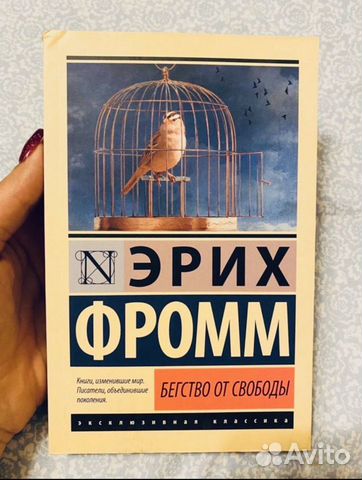 N
ЭРИХ
ФРОММ
Книги, изменившие мир.
Писатели, объединившие
поколения.
БЕГСТВО ОТ СВОБОДЫ
эксклюзивная классика
Avito